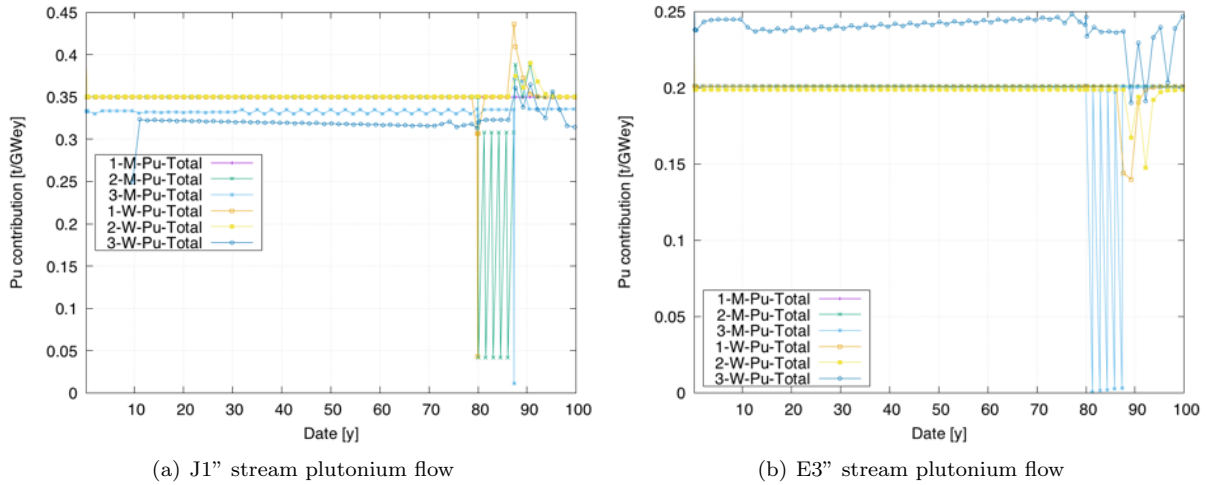 0.45
0.4
0.35
0.3
0.25
0.2
0.15
0.1
0.05
0
Pu contribution [t/GWey]
1-M-Pu-Total
2-M-Pu-Total
3-M-Pu-Total
1-W-Pu-Total
2-W-Pu-Total
3-W-Pu-Total
10 20 30 40 50 60 70 80 90 100
Date [y]
(a) J1” stream plutonium flow
0.25
0.2
0.15
0.1
0.05
0
Pu contribution [t/GWey]
1-M-Pu-Total
2-M-Pu-Total
3-M-Pu-Total
1-W-Pu-Total
2-W-Pu-Total
3-W-Pu-Total
10 20 30 40 50 60 70 80 90 100
Date [y]
(b) E3” stream plutonium flow